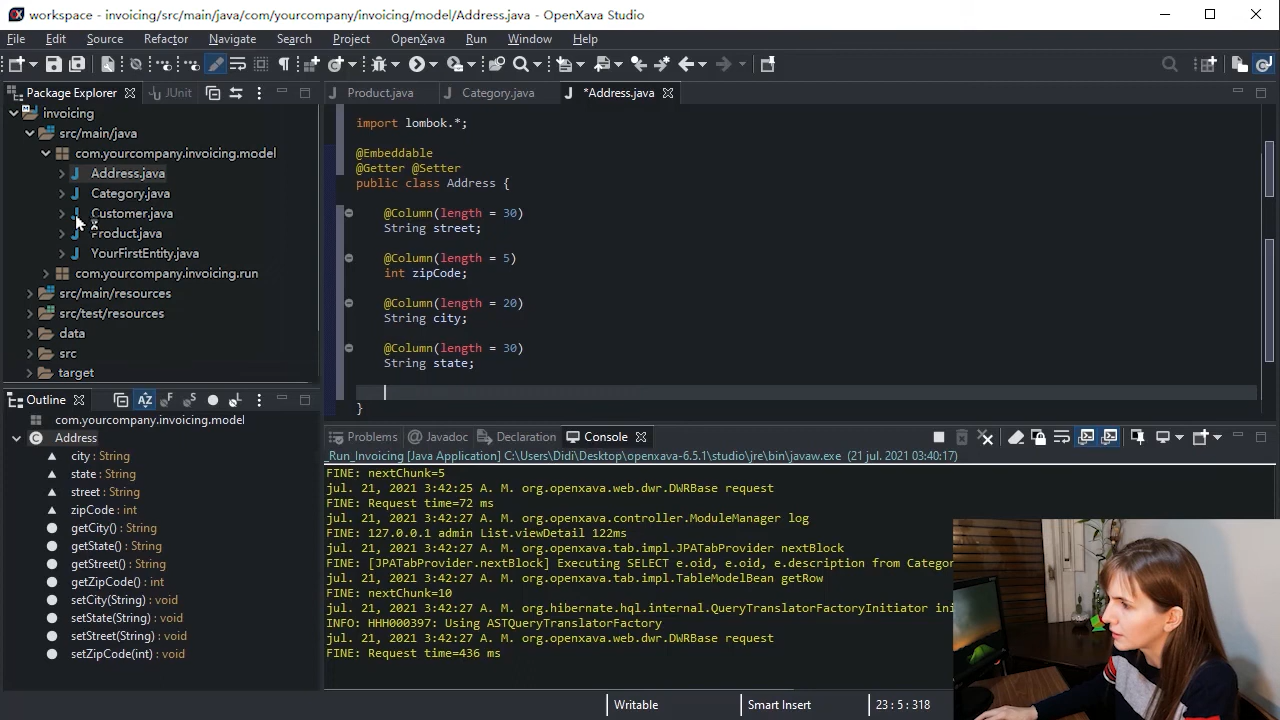 workspace - invoicing/src/main/java/com/yourcompany/invoicing/model/Address.java - OpenXava Studio
File Edit Source Refactor Navigate Search Project OpenXava Run Window Help
Package Explorer JUnit
invoicing
src/main/java
com.yourcompany.invoicing.model
Address.java
Category.java
Customer.java
Product.java
YourFirstEntity.java
com.yourcompany.invoicing.run
src/main/resources
src/test/resources
data
src
target
Outline
com.yourcompany.invoicing.model
Address
city : String
state : String
street : String
zipCode : int
getCity() : String
getState() : String
getStreet() : String
getZipCode() : int
setCity(String) : void
setState(String) : void
setStreet(String) : void
setZipCode(int) : void
Product.java Category.java *Address.java
import lombok.*;
@Embeddable
@Getter @Setter
public class Address {
@Column(length = 30)
String street;
@Column(length = 5)
int zipCode;
@Column(length = 20)
String city;
@Column(length = 30)
String state;
}
Problems Javadoc Declaration Console
_Run_Invoicing [Java Application] C:\Users\Didi\Desktop\openxava-6.5.1\studio\jre\bin\javaw.exe (21 jul. 2021 03:40:17)
FINE: nextChunk=5
jul. 21, 2021 3:42:25 A. M. org.openxava.web.dwr.DWRBase request
FINE: Request time=72 ms
jul. 21, 2021 3:42:27 A. M. org.openxava.controller.ModuleManager log
FINE: 127.0.0.1 admin List.viewDetail 122ms
jul. 21, 2021 3:42:27 A. M. org.openxava.tab.impl.JPATabProvider nextBlock
FINE: [JPATabProvider.nextBlock] Executing SELECT e.oid, e.oid, e.description from Categor
jul. 21, 2021 3:42:27 A. M. org.openxava.tab.impl.TableModelBean getRow
FINE: nextChunk=10
jul. 21, 2021 3:42:27 A. M. org.hibernate.hql.internal.QueryTranslatorFactoryInitiator ini
INFO: HHH000397: Using ASTQueryTranslatorFactory
jul. 21, 2021 3:42:27 A. M. org.openxava.web.dwr.DWRBase request
FINE: Request time=436 ms
Writable Smart Insert 23 : 5 : 318